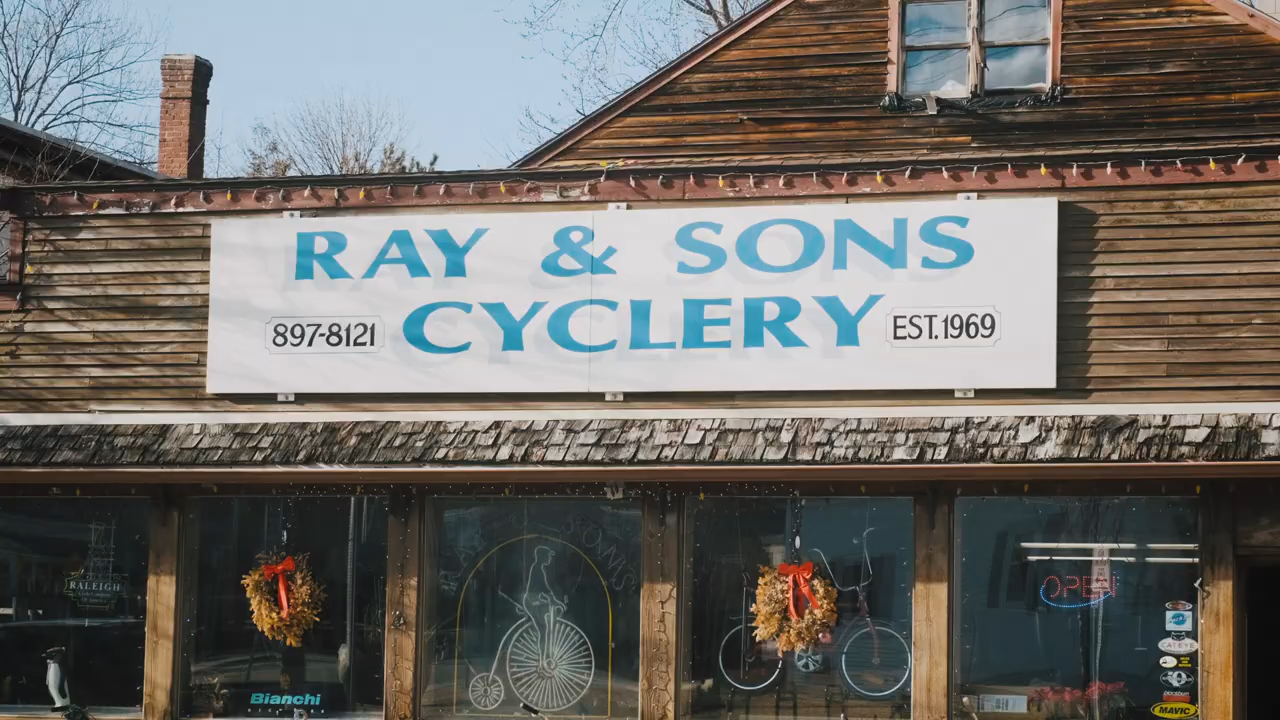 RAY & SONS
CYCLERY
897-8121
EST.1969
RALEIGH
Bianchi
OPEN
CATEYE
MAVIC